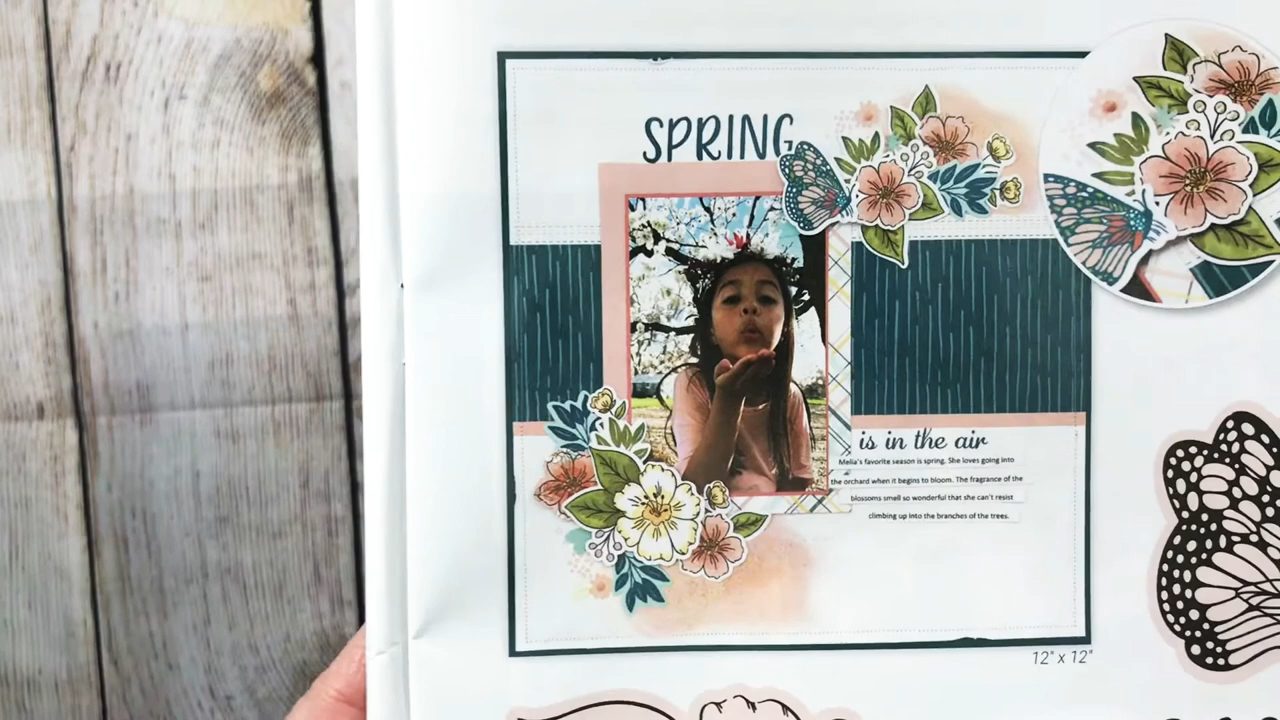 SPRING
is in the air
Melia's favorite season is spring. She loves going into
the orchard when it begins to bloom. The fragrance of the
blossoms smell so wonderful that she can't resist
climbing up into the branches of the trees.
12" x 12"